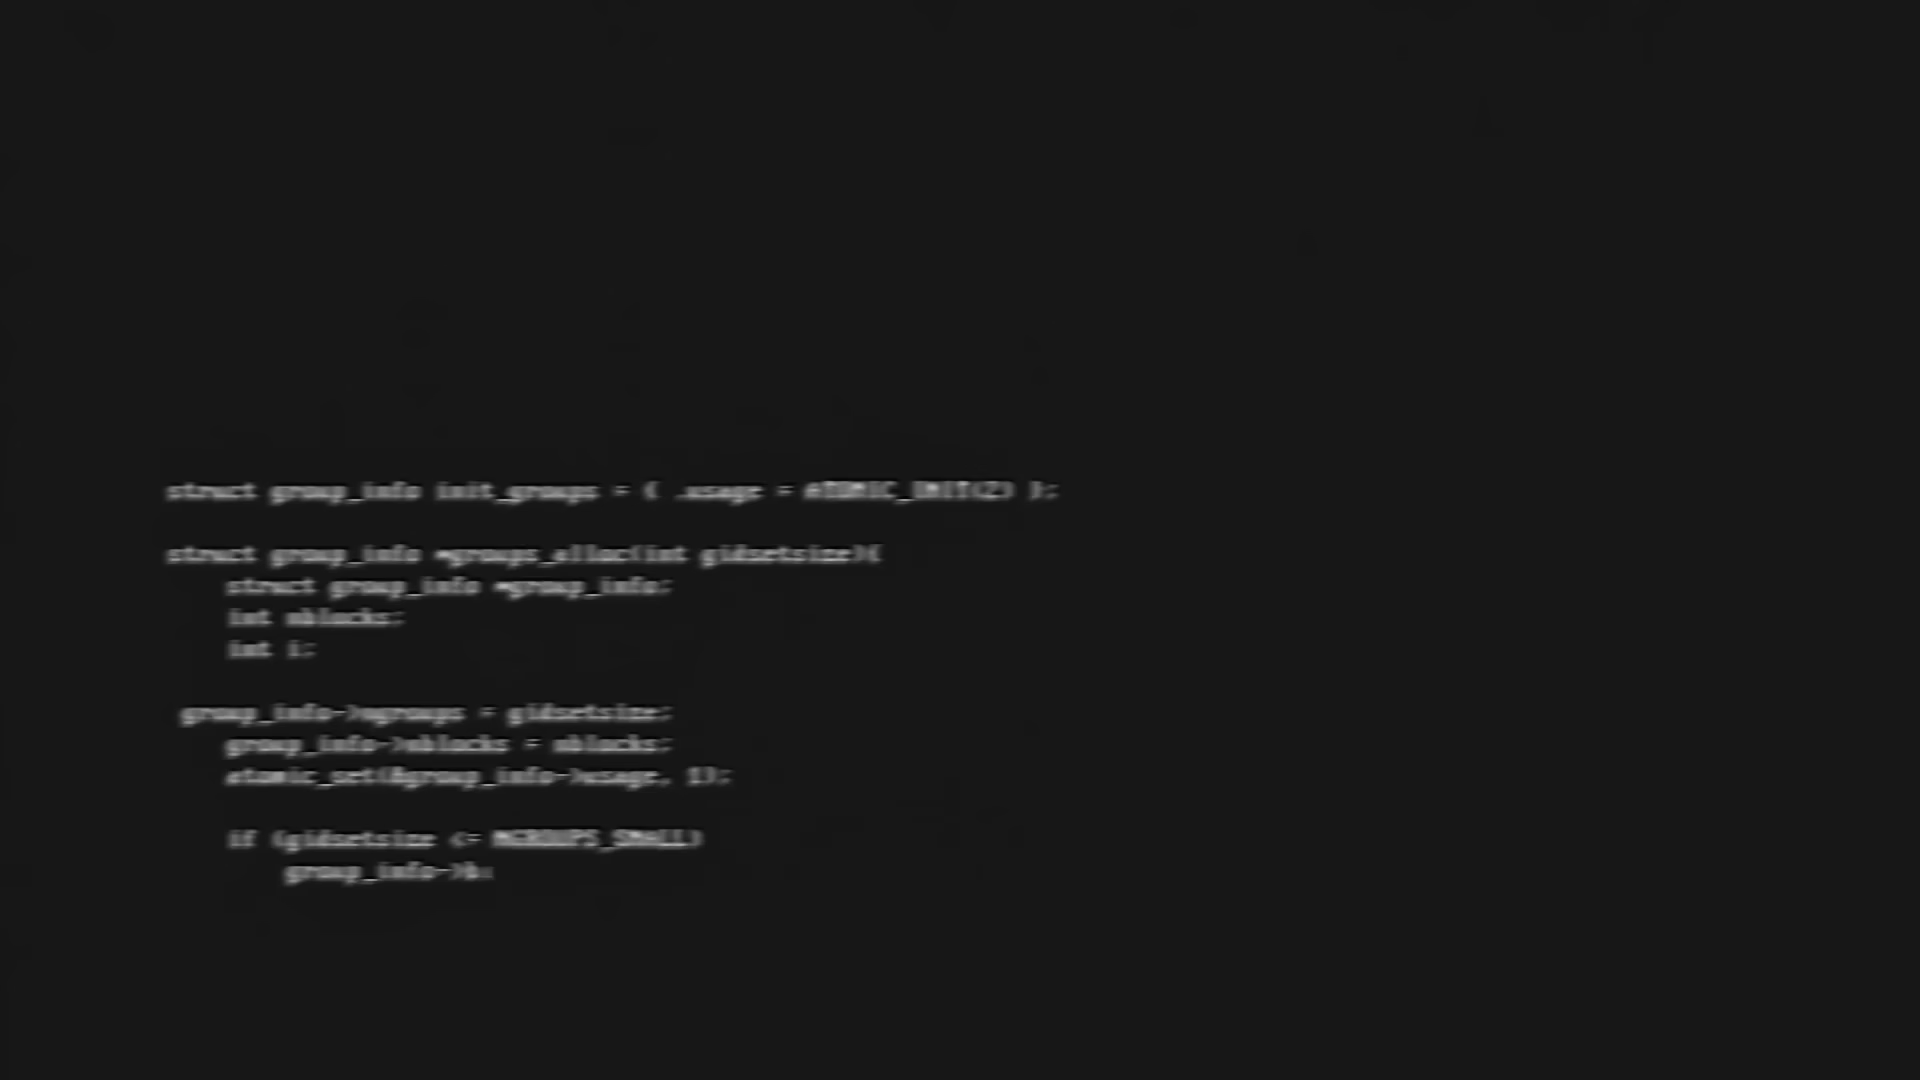 struct group_info init_groups = { .usage = ATOMIC_INIT(2) };
struct group_info *groups_alloc(int gidsetsize){
struct group_info *group_info;
int nblocks;
int i;
group_info->ngroups = gidsetsize;
group_info->nblocks = nblocks;
atomic_set(&group_info->usage, 1);
if (gidsetsize <= NGROUPS_SMALL)
group_info->b